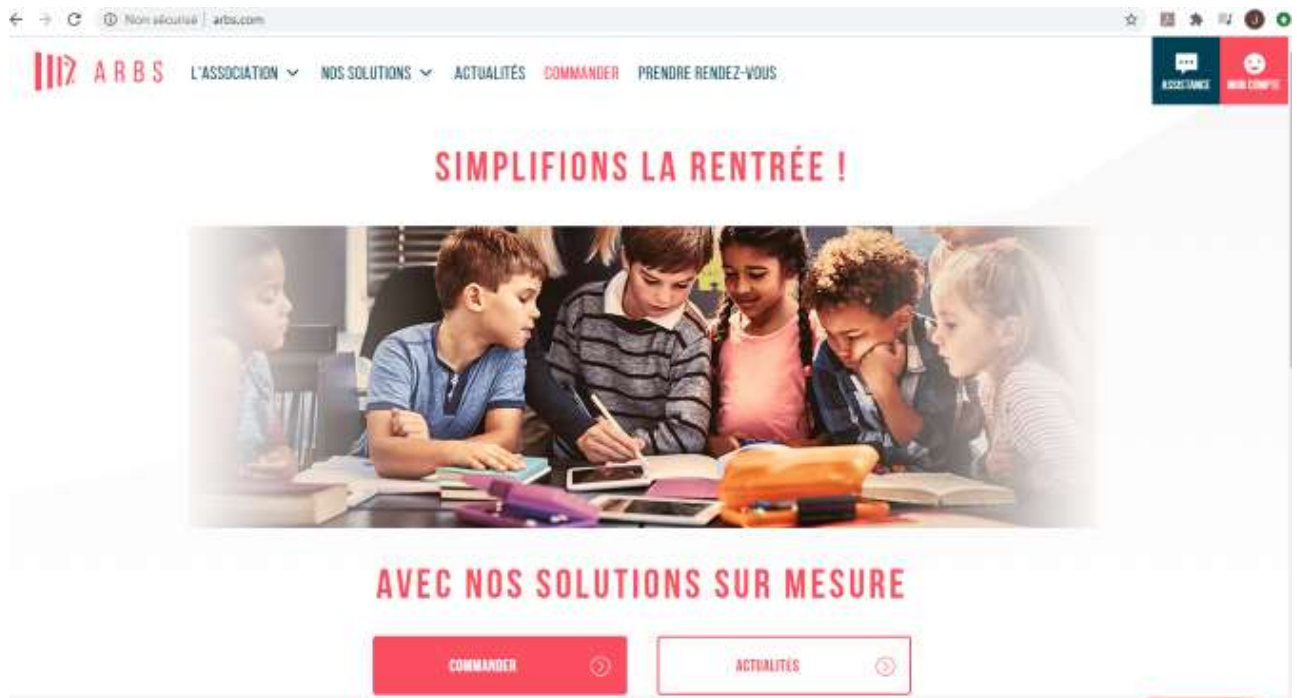 Non sécurisé | arbs.com
ARBS L'ASSOCIATION NOS SOLUTIONS ACTUALITÉS COMMANDER PRENDRE RENDEZ-VOUS
ASSISTANCE MON COMPTE
SIMPLIFIONS LA RENTRÉE !
AVEC NOS SOLUTIONS SUR MESURE
COMMANDER ACTUALITÉS